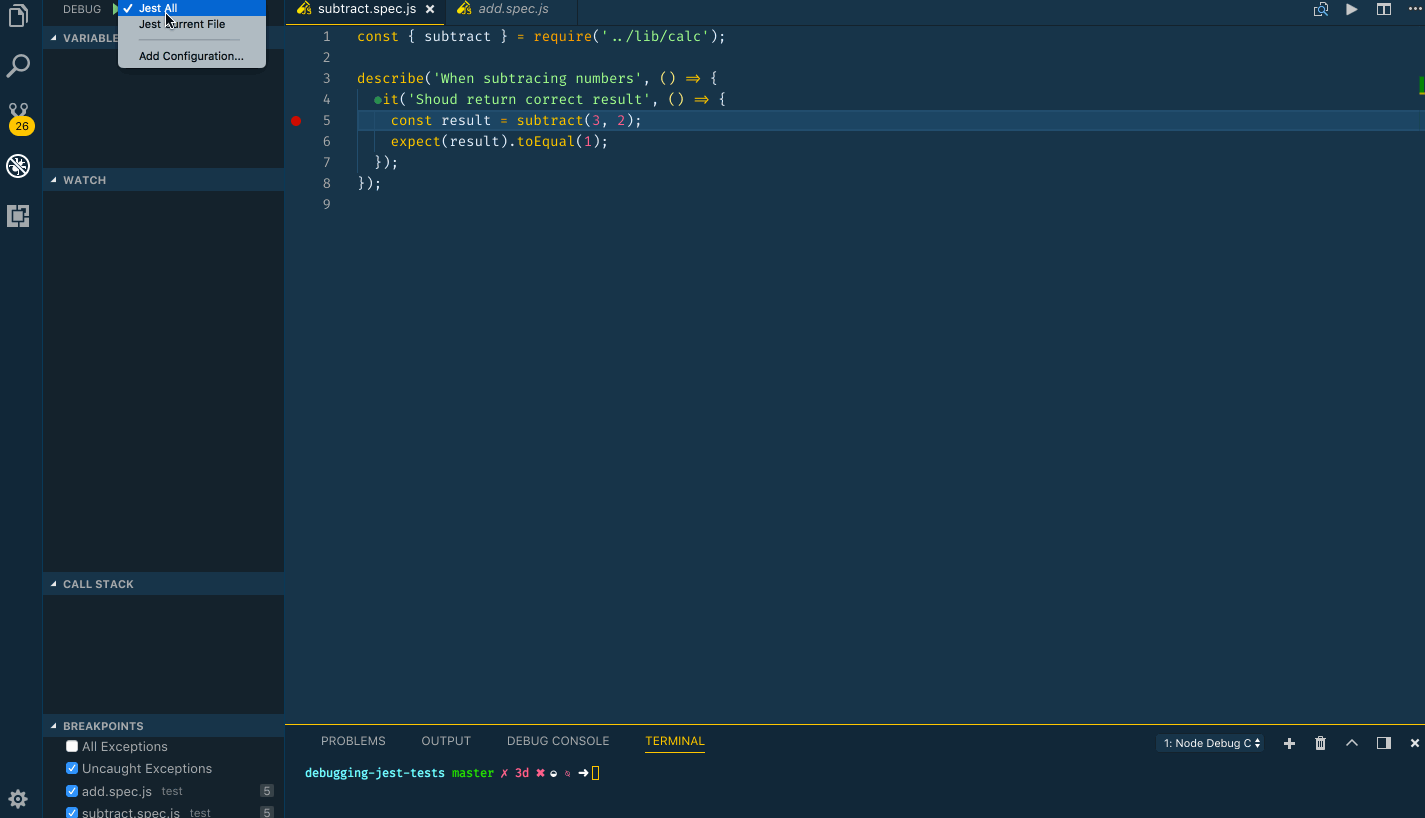 DEBUG
✓ Jest All
Jest Current File
Add Configuration...
VARIABLE
26
WATCH
CALL STACK
BREAKPOINTS
All Exceptions
Uncaught Exceptions
add.spec.js test 5
subtract.spec.js test 5
subtract.spec.js ×
add.spec.js
1 const { subtract } = require('../lib/calc');
2
3 describe('When subtracing numbers', () => {
4 it('Shoud return correct result', () => {
5 const result = subtract(3, 2);
6 expect(result).toEqual(1);
7 });
8 });
9
PROBLEMS OUTPUT DEBUG CONSOLE TERMINAL 1: Node Debug C
debugging-jest-tests master ✗ 3d ✖ ➜